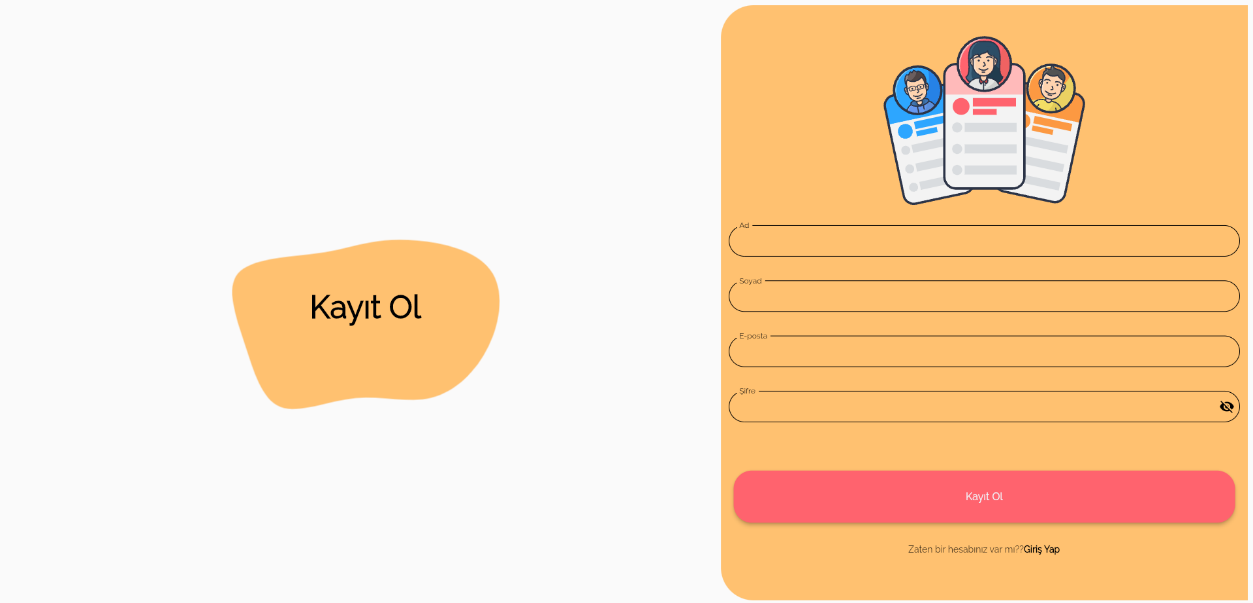 Kayıt Ol
Ad
Soyad
E-posta
Şifre
Kayıt Ol
Zaten bir hesabınız var mı??Giriş Yap